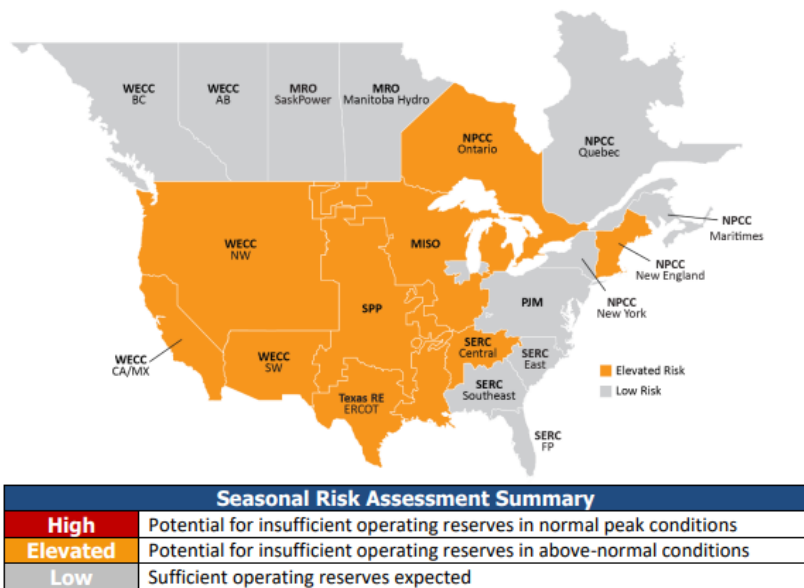 WECC
BC
WECC
AB
MRO
SaskPower
MRO
Manitoba Hydro
NPCC
Ontario
NPCC
Quebec
NPCC
Maritimes
WECC
NW
MISO
NPCC
New England
NPCC
New York
PJM
SPP
WECC
CA/MX
WECC
SW
SERC
Central
SERC
East
Elevated Risk
Low Risk
Texas RE
ERCOT
SERC
Southeast
SERC
FP
Seasonal Risk Assessment Summary
High Potential for insufficient operating reserves in normal peak conditions
Elevated Potential for insufficient operating reserves in above-normal conditions
Low Sufficient operating reserves expected